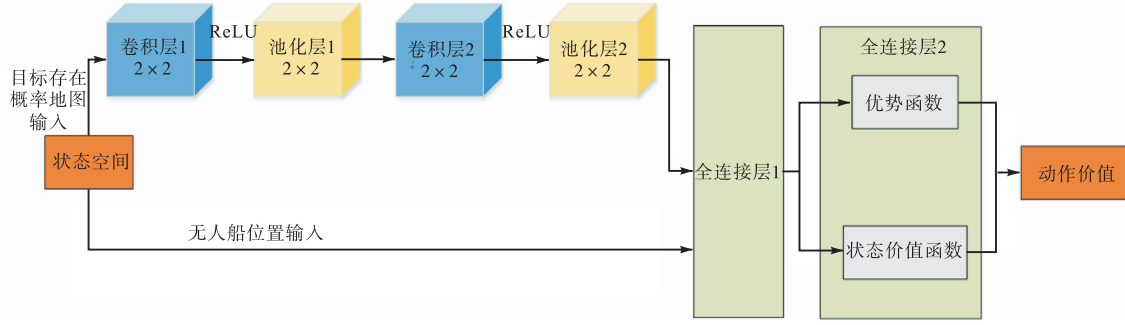 卷积层1
2×2
ReLU
池化层1
2×2
卷积层2
2×2
ReLU
池化层2
2×2
目标存在
概率地图
输入
状态空间
无人船位置输入
全连接层1
全连接层2
优势函数
状态价值函数
动作价值